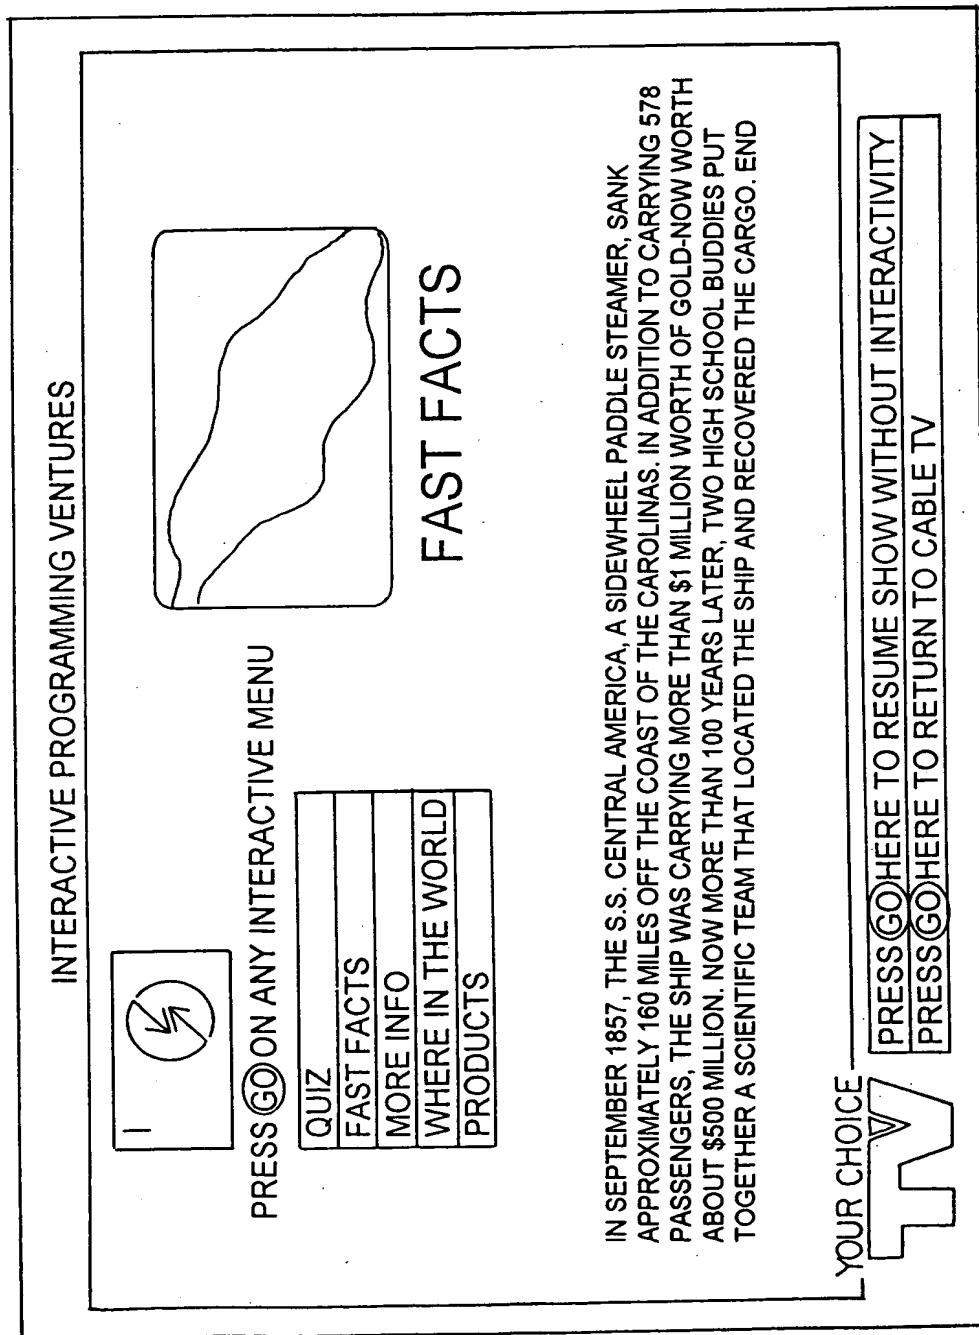 INTERACTIVE PROGRAMMING VENTURES
I
PRESS GO ON ANY INTERACTIVE MENU
QUIZ
FAST FACTS
MORE INFO
WHERE IN THE WORLD
PRODUCTS
FAST FACTS
IN SEPTEMBER 1857, THE S.S. CENTRAL AMERICA, A SIDEWHEEL PADDLE STEAMER, SANK
APPROXIMATELY 160 MILES OFF THE COAST OF THE CAROLINAS. IN ADDITION TO CARRYING 578
PASSENGERS, THE SHIP WAS CARRYING MORE THAN $1 MILLION WORTH OF GOLD-NOW WORTH
ABOUT $500 MILLION. NOW MORE THAN 100 YEARS LATER, TWO HIGH SCHOOL BUDDIES PUT
TOGETHER A SCIENTIFIC TEAM THAT LOCATED THE SHIP AND RECOVERED THE CARGO. END
YOUR CHOICE
TV
PRESS GO HERE TO RESUME SHOW WITHOUT INTERACTIVITY
PRESS GO HERE TO RETURN TO CABLE TV